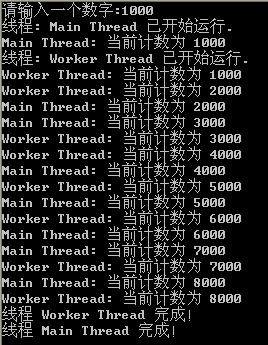 请输入一个数字:1000
线程: Main Thread 已开始运行.
Main Thread: 当前计数为 1000
线程: Worker Thread 已开始运行.
Worker Thread: 当前计数为 1000
Worker Thread: 当前计数为 2000
Main Thread: 当前计数为 2000
Main Thread: 当前计数为 3000
Worker Thread: 当前计数为 3000
Worker Thread: 当前计数为 4000
Main Thread: 当前计数为 4000
Worker Thread: 当前计数为 5000
Main Thread: 当前计数为 5000
Worker Thread: 当前计数为 6000
Main Thread: 当前计数为 6000
Main Thread: 当前计数为 7000
Worker Thread: 当前计数为 7000
Main Thread: 当前计数为 8000
Worker Thread: 当前计数为 8000
线程 Worker Thread 完成!
线程 Main Thread 完成!